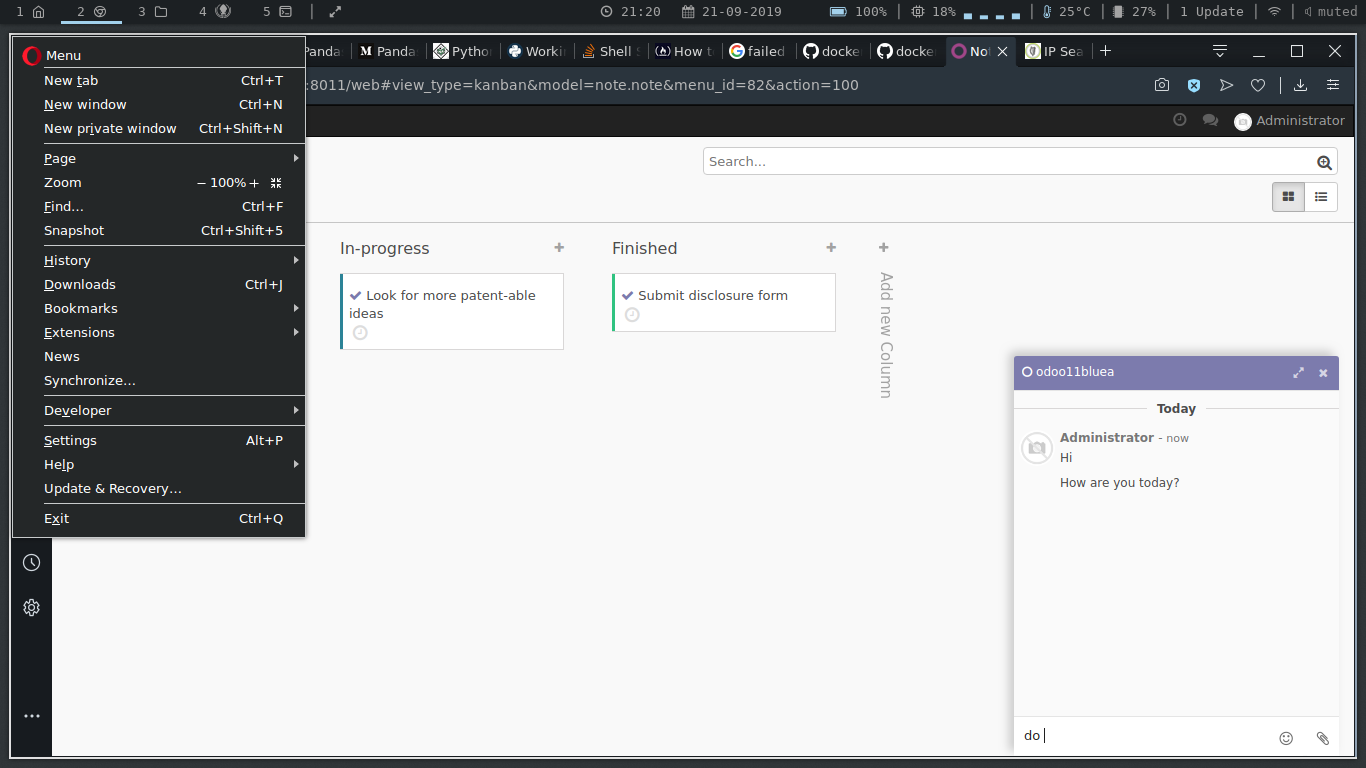 1 2 3 4 5 21:20 21-09-2019 100% 18% 25°C 27% 1 Update muted
Menu
Panda Python Worki Shell How t failed docke docke Not IP Sea
:8011/web#view_type=kanban&model=note.note&menu_id=82&action=100
New tab Ctrl+T
New window Ctrl+N
New private window Ctrl+Shift+N
Page
Zoom − 100% +
Find... Ctrl+F
Snapshot Ctrl+Shift+5
History
Downloads Ctrl+J
Bookmarks
Extensions
News
Synchronize...
Developer
Settings Alt+P
Help
Update & Recovery...
Exit Ctrl+Q
Administrator
Search...
In-progress
Look for more patent-able
ideas
Finished
Submit disclosure form
Add new Column
odoo11bluea
Today
Administrator - now
Hi
How are you today?
do